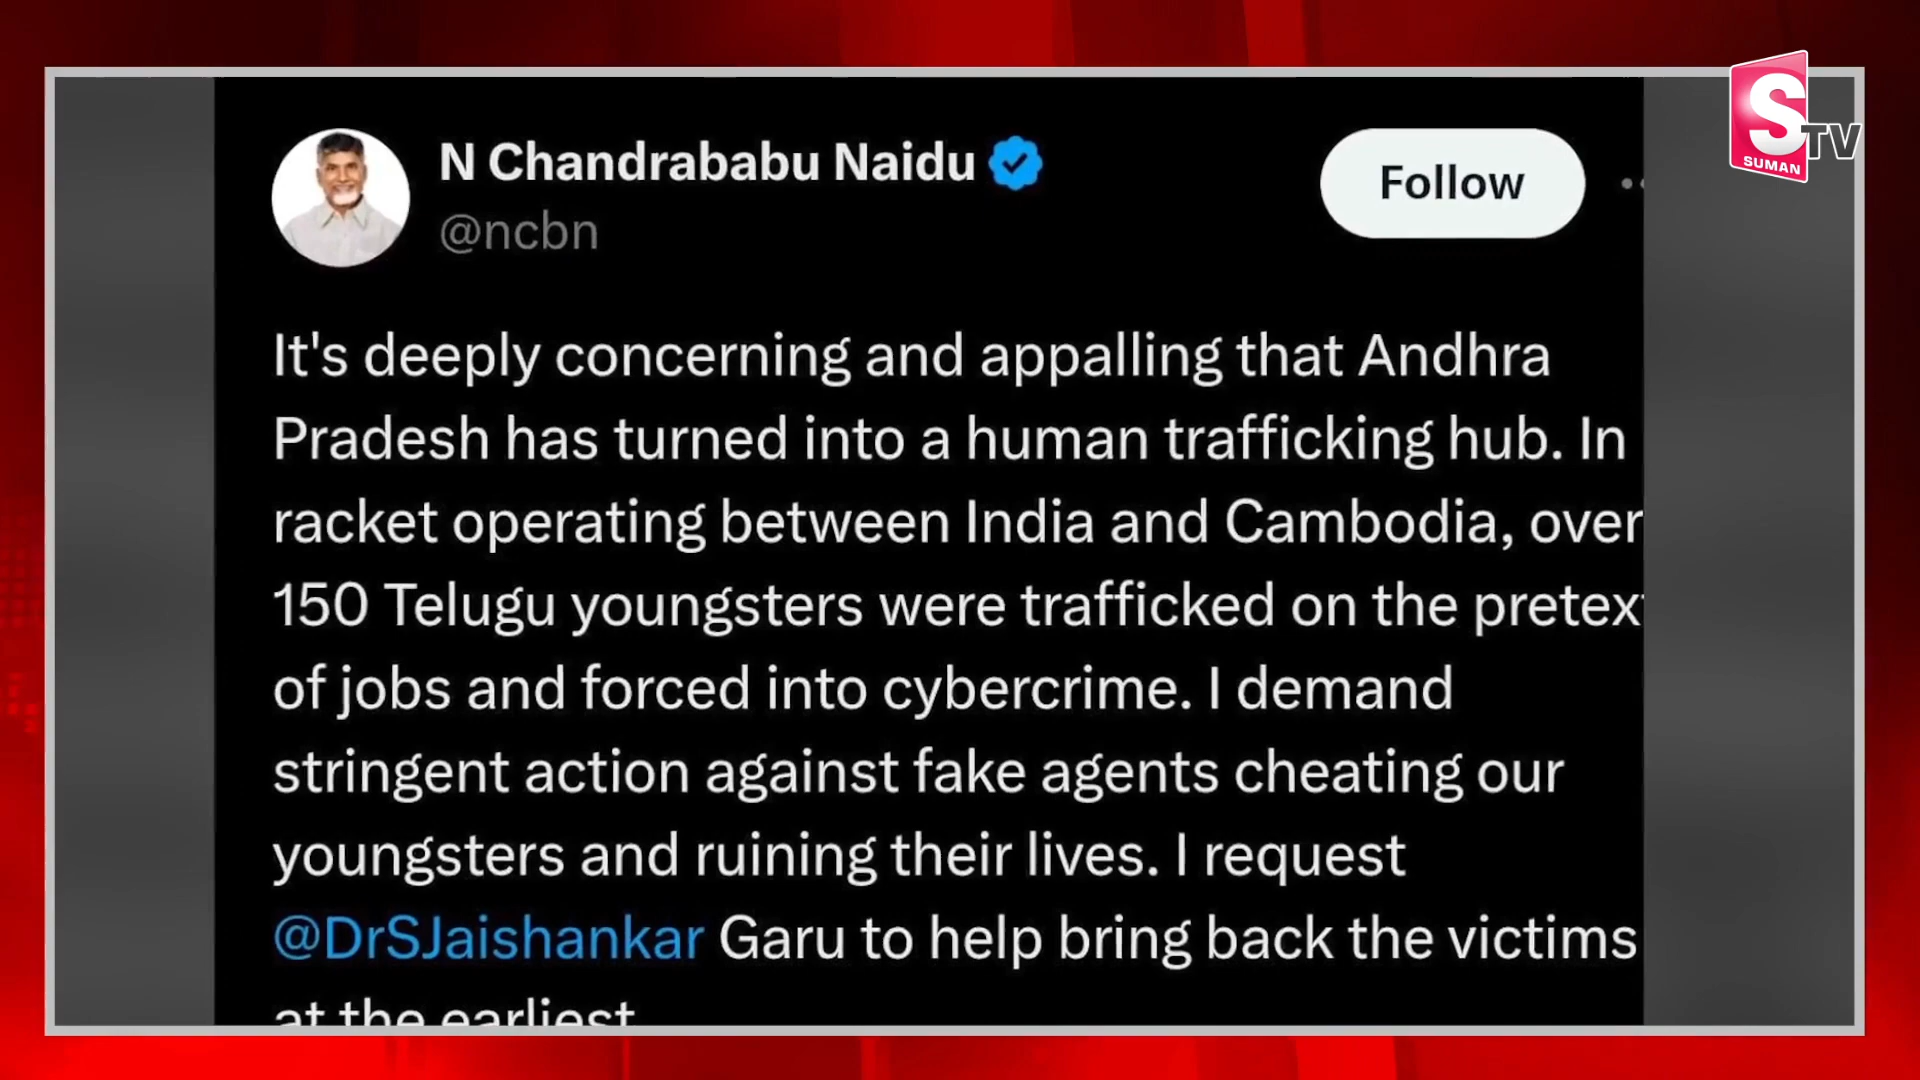 N Chandrababu Naidu
@ncbn
Follow
S
SUMAN
TV
It's deeply concerning and appalling that Andhra
Pradesh has turned into a human trafficking hub. In
racket operating between India and Cambodia, over
150 Telugu youngsters were trafficked on the pretext
of jobs and forced into cybercrime. I demand
stringent action against fake agents cheating our
youngsters and ruining their lives. I request
@DrSJaishankar Garu to help bring back the victims
at the earliest